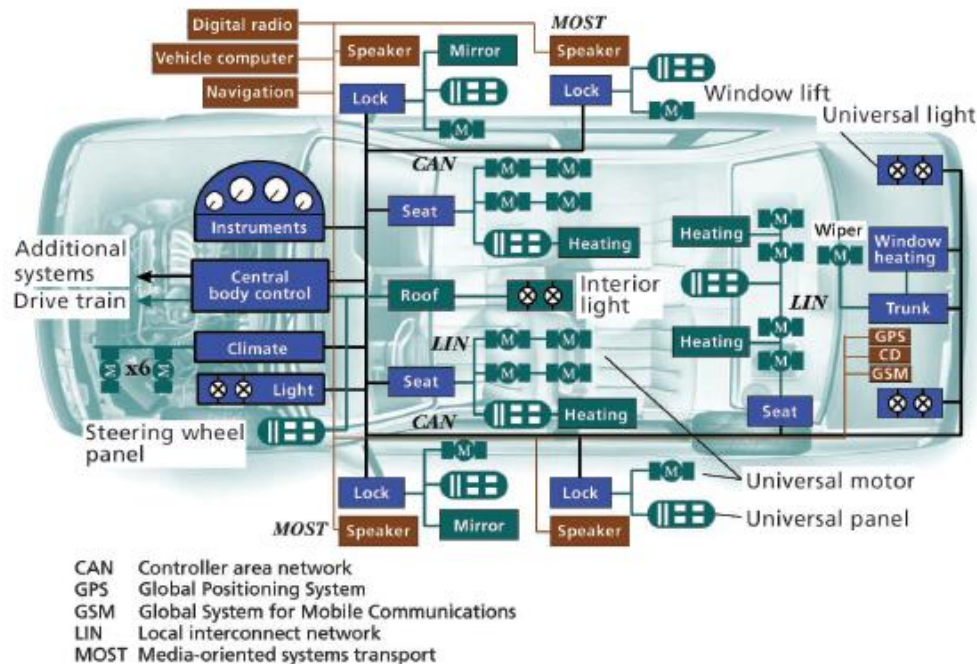 Digital radio
Vehicle computer
Navigation
MOST
Speaker
Mirror
Speaker
Lock
M
Lock
M
Window lift
Universal light
CAN
M M
Seat
M M
Heating
Instruments
Additional
systems
Drive train
Central
body control
Roof
Interior
light
Heating
M
M
Wiper
M
Window
heating
LIN
Trunk
Climate
LIN
M M
M
Heating
M
GPS
CD
GSM
M x6 M
Light
Seat
M M
Heating
CAN
Seat
Steering wheel
panel
M
Lock
Mirror
MOST
Speaker
Lock
M
Speaker
Universal motor
Universal panel
CAN Controller area network
GPS Global Positioning System
GSM Global System for Mobile Communications
LIN Local interconnect network
MOST Media-oriented systems transport